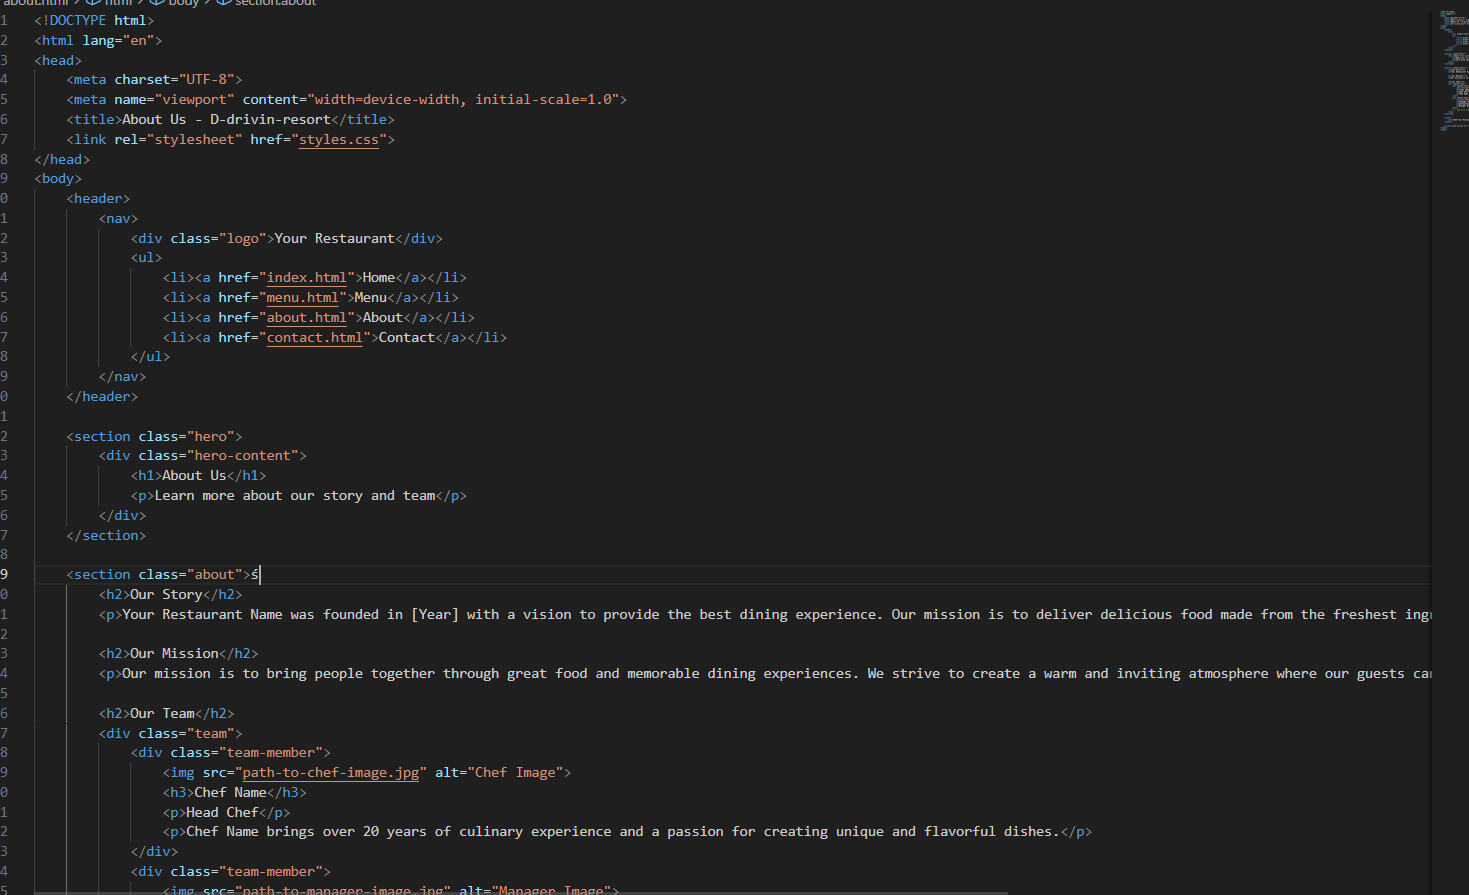 about.html > html > body > section.about
1 <!DOCTYPE html>
2 <html lang="en">
3 <head>
4     <meta charset="UTF-8">
5     <meta name="viewport" content="width=device-width, initial-scale=1.0">
6     <title>About Us - D-drivin-resort</title>
7     <link rel="stylesheet" href="styles.css">
8 </head>
9 <body>
0     <header>
1         <nav>
2             <div class="logo">Your Restaurant</div>
3             <ul>
4                 <li><a href="index.html">Home</a></li>
5                 <li><a href="menu.html">Menu</a></li>
6                 <li><a href="about.html">About</a></li>
7                 <li><a href="contact.html">Contact</a></li>
8             </ul>
9         </nav>
0     </header>
1
2     <section class="hero">
3         <div class="hero-content">
4             <h1>About Us</h1>
5             <p>Learn more about our story and team</p>
6         </div>
7     </section>
8
9     <section class="about">ś
0         <h2>Our Story</h2>
1         <p>Your Restaurant Name was founded in [Year] with a vision to provide the best dining experience. Our mission is to deliver delicious food made from the freshest ingr
2
3         <h2>Our Mission</h2>
4         <p>Our mission is to bring people together through great food and memorable dining experiences. We strive to create a warm and inviting atmosphere where our guests can
5
6         <h2>Our Team</h2>
7         <div class="team">
8             <div class="team-member">
9                 <img src="path-to-chef-image.jpg" alt="Chef Image">
0                 <h3>Chef Name</h3>
1                 <p>Head Chef</p>
2                 <p>Chef Name brings over 20 years of culinary experience and a passion for creating unique and flavorful dishes.</p>
3             </div>
4             <div class="team-member">
5                 <img src="path-to-manager-image.jpg" alt="Manager Image">